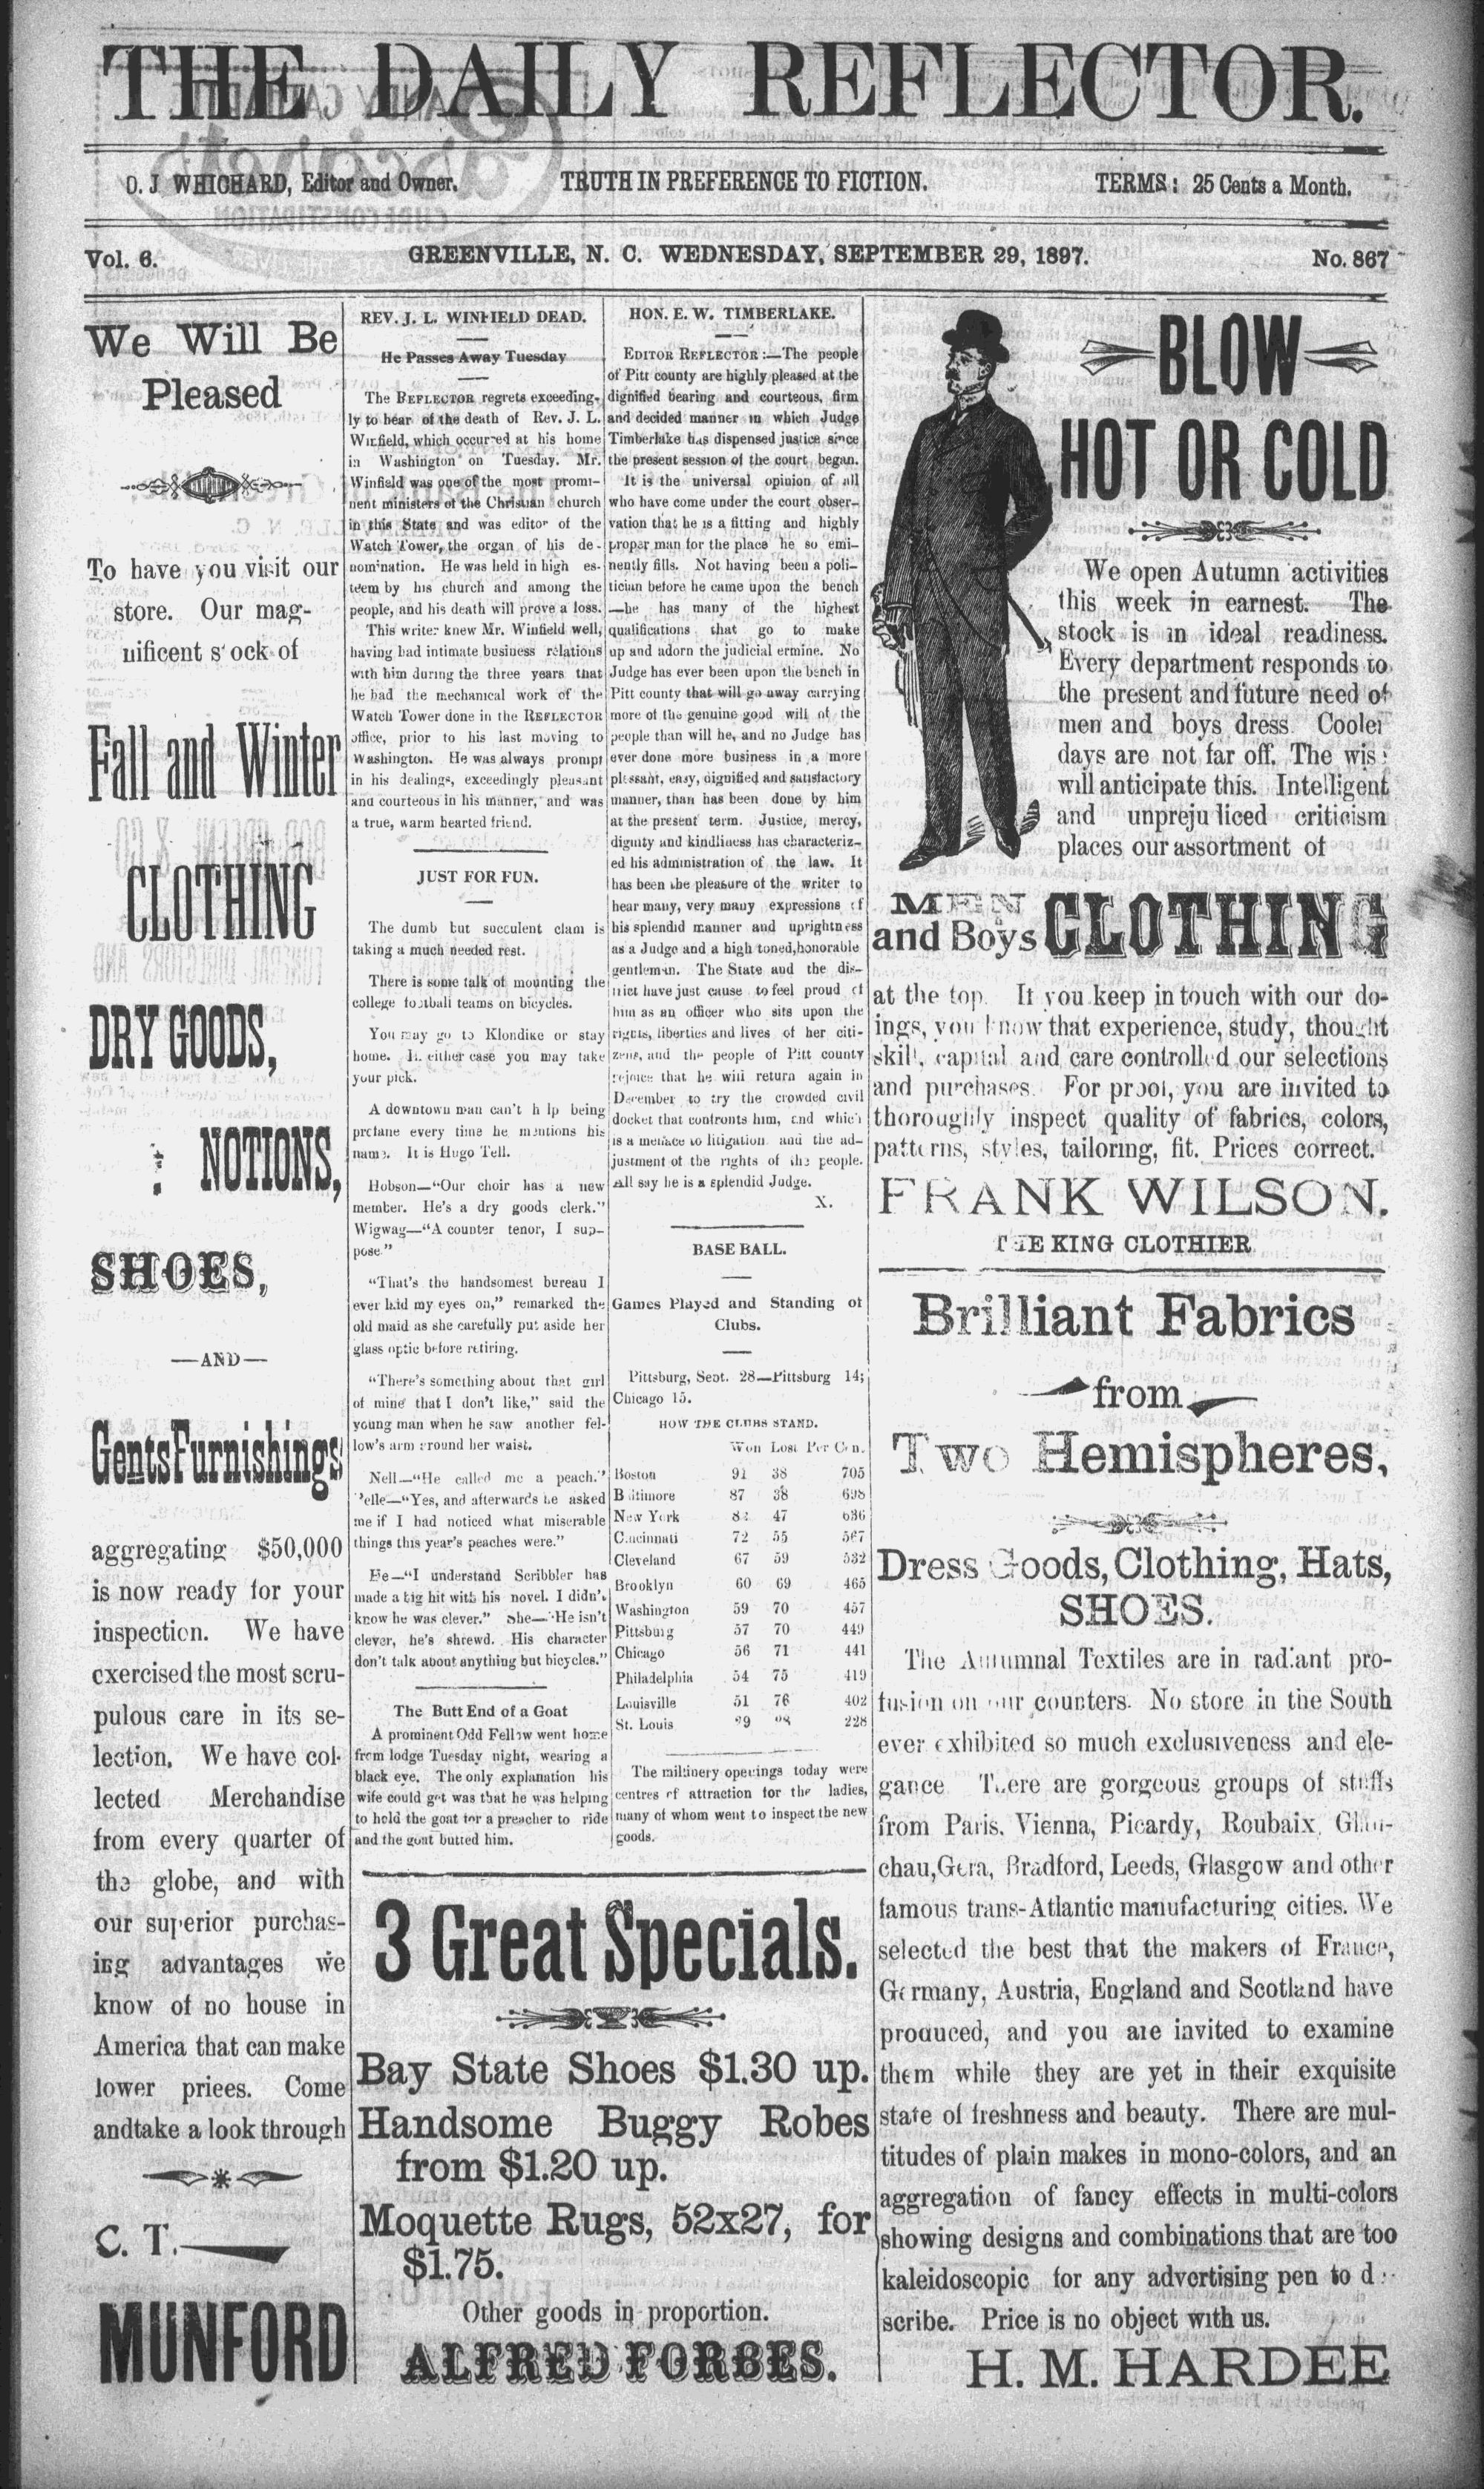 THE DAILY REFLECTOR.
D. J WHICHARD, Editor and Owner.
TRUTH IN PREFERENCE TO FICTION.
TERMS: 25 Cents a Month.
Vol. 6.
GREENVILLE, N. C. WEDNESDAY, SEPTEMBER 29, 1897.
No. 867
We Will Be
Pleased
To have you visit our
store. Our mag-
nificent s ock of
Fall and Winter
CLOTHING
DRY GOODS,
: NOTIONS,
SHOES,
—AND—
Gents Furnishings
aggregating $50,000
is now ready for your
inspection. We have
exercised the most scru-
pulous care in its se-
lection. We have col-
lected Merchandise
from every quarter of
the globe, and with
our superior purchas-
ing advantages we
know of no house in
America that can make
lower prices. Come
andtake a look through
C. T.
MUNFORD
REV. J. L. WINFIELD DEAD.
He Passes Away Tuesday
The REFLECTOR regrets exceeding-
ly to hear of the death of Rev. J. L.
Winfield, which occurred at his home
in Washington on Tuesday. Mr.
Winfield was one of the most promi-
nent ministers of the Christian church
in this State and was editor of the
Watch Tower, the organ of his de-
nomination. He was held in high es-
teem by his church and among the
people, and his death will prove a loss.
This writer knew Mr. Winfield well,
having had intimate business relations
with him during the three years that
he had the mechanical work of the
Watch Tower done in the REFLECTOR
office, prior to his last moving to
Washington. He was always prompt
in his dealings, exceedingly pleasant
and courteous in his manner, and was
a true, warm hearted friend.
JUST FOR FUN.
The dumb but succulent clam is
taking a much needed rest.
There is some talk of mounting the
college football teams on bicycles.
You may go to Klondike or stay
home. In either case you may take
your pick.
A downtown man can't h lp being
profane every time he mentions his
name. It is Hugo Tell.
Hobson—“Our choir has a new
member. He's a dry goods clerk.”
Wigwag—“A counter tenor, I sup-
pose.”
“That's the handsomest bureau I
ever laid my eyes on,” remarked the
old maid as she carefully put aside her
glass optic before retiring.
“There's something about that girl
of mine that I don't like,” said the
young man when he saw another fel-
low's arm around her waist.
Nell—“He called me a peach.”
'elle—“Yes, and afterwards he asked
me if I had noticed what miserable
things this year's peaches were.”
He—“I understand Scribbler has
made a big hit with his novel. I didn't
know he was clever.” She—“He isn't
clever, he's shrewd. His character
don't talk about anything but bicycles.”
The Butt End of a Goat
A prominent Odd Fellow went home
from lodge Tuesday night, wearing a
black eye. The only explanation his
wife could get was that he was helping
to hold the goat for a preacher to ride
and the goat butted him.
HON. E. W. TIMBERLAKE.
EDITOR REFLECTOR:—The people
of Pitt county are highly pleased at the
dignified bearing and courteous, firm
and decided manner in which Judge
Timberlake has dispensed justice since
the present session of the court began.
It is the universal opinion of all
who have come under the court obser-
vation that he is a fitting and highly
proper man for the place he so emi-
nently fills. Not having been a poli-
tician before he came upon the bench
—he has many of the highest
qualifications that go to make
up and adorn the judicial ermine. No
Judge has ever been upon the bench in
Pitt county that will go away carrying
more of the genuine good will of the
people than will he, and no Judge has
ever done more business in a more
pleasant, easy, dignified and satisfactory
manner, than has been done by him
at the present term. Justice, mercy,
dignity and kindliness has characteriz-
ed his administration of the law. It
has been the pleasure of the writer to
hear many, very many expressions of
his splendid manner and uprightness
as a Judge and a high toned,honorable
gentleman. The State and the dis-
trict have just cause to feel proud of
him as an officer who sits upon the
rights, liberties and lives of her citi-
zens, and the people of Pitt county
rejoice that he will return again in
December to try the crowded civil
docket that confronts him, and which
is a menace to litigation and the ad-
justment of the rights of the people.
All say he is a splendid Judge.
X.
BASE BALL.
Games Played and Standing of
Clubs.
Pittsburg, Sept. 28—Pittsburg 14;
Chicago 15.
HOW THE CLUBS STAND.
Won Lost Per Cen.
Boston 91 38 705
Baltimore 87 38 698
New York 82 47 636
Cincinnati 72 55 567
Cleveland 67 59 532
Brooklyn 60 69 465
Washington 59 70 457
Pittsburg 57 70 449
Chicago 56 71 441
Philadelphia 54 75 419
Louisville 51 76 402
St. Louis 29 98 228
The millinery openings today were
centres of attraction for the ladies,
many of whom went to inspect the new
goods.
3 Great Specials.
Bay State Shoes $1.30 up.
Handsome Buggy Robes
from $1.20 up.
Moquette Rugs, 52x27, for
$1.75.
Other goods in proportion.
ALFRED FORBES.
BLOW
HOT OR COLD
We open Autumn activities
this week in earnest. The
stock is in ideal readiness.
Every department responds to
the present and future need of
men and boys dress. Cooler
days are not far off. The wise
will anticipate this. Intelligent
and unpreju liced criticism
places our assortment of
MEN
and Boys CLOTHING
at the top. If you keep in touch with our do-
ings, you know that experience, study, thought
skill, capital and care controlled our selections
and purchases. For proof, you are invited to
thoroughly inspect quality of fabrics, colors,
patterns, styles, tailoring, fit. Prices correct.
FRANK WILSON.
THE KING CLOTHIER
Brilliant Fabrics
from
Two Hemispheres,
Dress Goods, Clothing, Hats,
SHOES.
The Autumnal Textiles are in radiant pro-
fusion on our counters. No store in the South
ever exhibited so much exclusiveness and ele-
gance. There are gorgeous groups of stuffs
from Paris, Vienna, Picardy, Roubaix, Glau-
chau,Gera, Bradford, Leeds, Glasgow and other
famous trans-Atlantic manufacturing cities. We
selected the best that the makers of France,
Germany, Austria, England and Scotland have
produced, and you are invited to examine
them while they are yet in their exquisite
state of freshness and beauty. There are mul-
titudes of plain makes in mono-colors, and an
aggregation of fancy effects in multi-colors
showing designs and combinations that are too
kaleidoscopic for any advertising pen to de-
scribe. Price is no object with us.
H. M. HARDEE